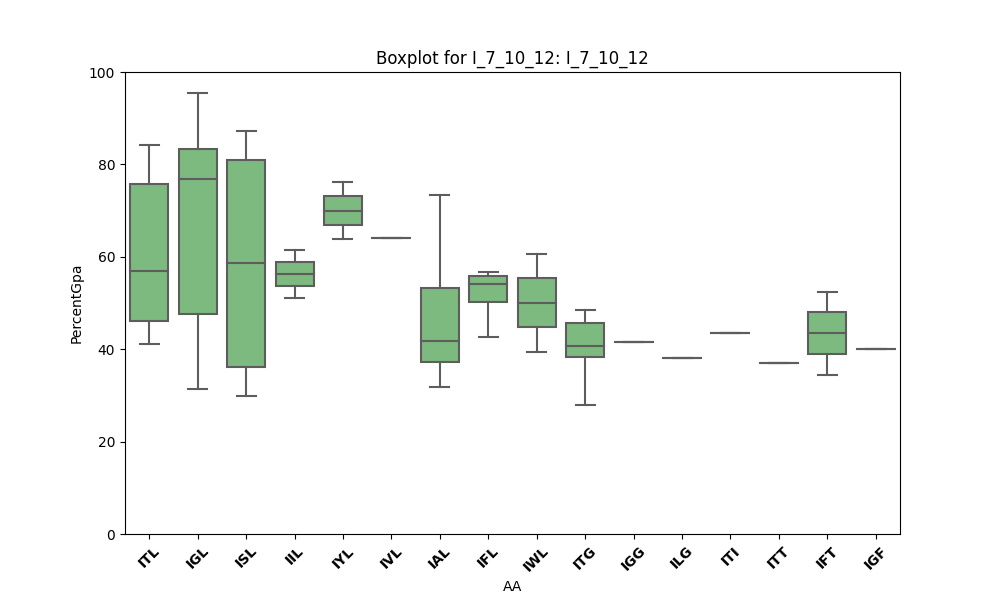 Boxplot for I_7_10_12: I_7_10_12
PercentGpa
100
80
60
40
20
0
ITL IGL ISL IIL IYL IVL IAL IFL IWL ITG IGG ILG ITI ITT IFT IGF
AA